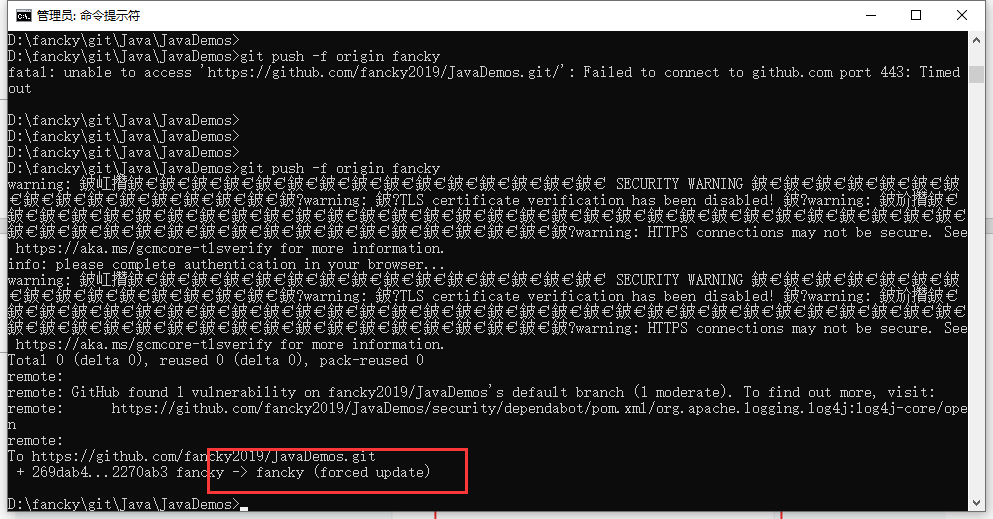 管理员: 命令提示符
D:\fancky\git\Java\JavaDemos>
D:\fancky\git\Java\JavaDemos>git push -f origin fancky
fatal: unable to access 'https://github.com/fancky2019/JavaDemos.git/': Failed to connect to github.com port 443: Timed
out
D:\fancky\git\Java\JavaDemos>
D:\fancky\git\Java\JavaDemos>
D:\fancky\git\Java\JavaDemos>
D:\fancky\git\Java\JavaDemos>git push -f origin fancky
warning: SECURITY WARNING
?warning: ?TLS certificate verification has been disabled! ?warning:
?warning: HTTPS connections may not be secure. See
https://aka.ms/gcmcore-tlsverify for more information.
info: please complete authentication in your browser...
warning: SECURITY WARNING
?warning: ?TLS certificate verification has been disabled! ?warning:
?warning: HTTPS connections may not be secure. See
https://aka.ms/gcmcore-tlsverify for more information.
Total 0 (delta 0), reused 0 (delta 0), pack-reused 0
remote:
remote: GitHub found 1 vulnerability on fancky2019/JavaDemos's default branch (1 moderate). To find out more, visit:
remote:      https://github.com/fancky2019/JavaDemos/security/dependabot/pom.xml/org.apache.logging.log4j:log4j-core/ope
n
remote:
To https://github.com/fancky2019/JavaDemos.git
+ 269dab4...2270ab3 fancky -> fancky (forced update)
D:\fancky\git\Java\JavaDemos>